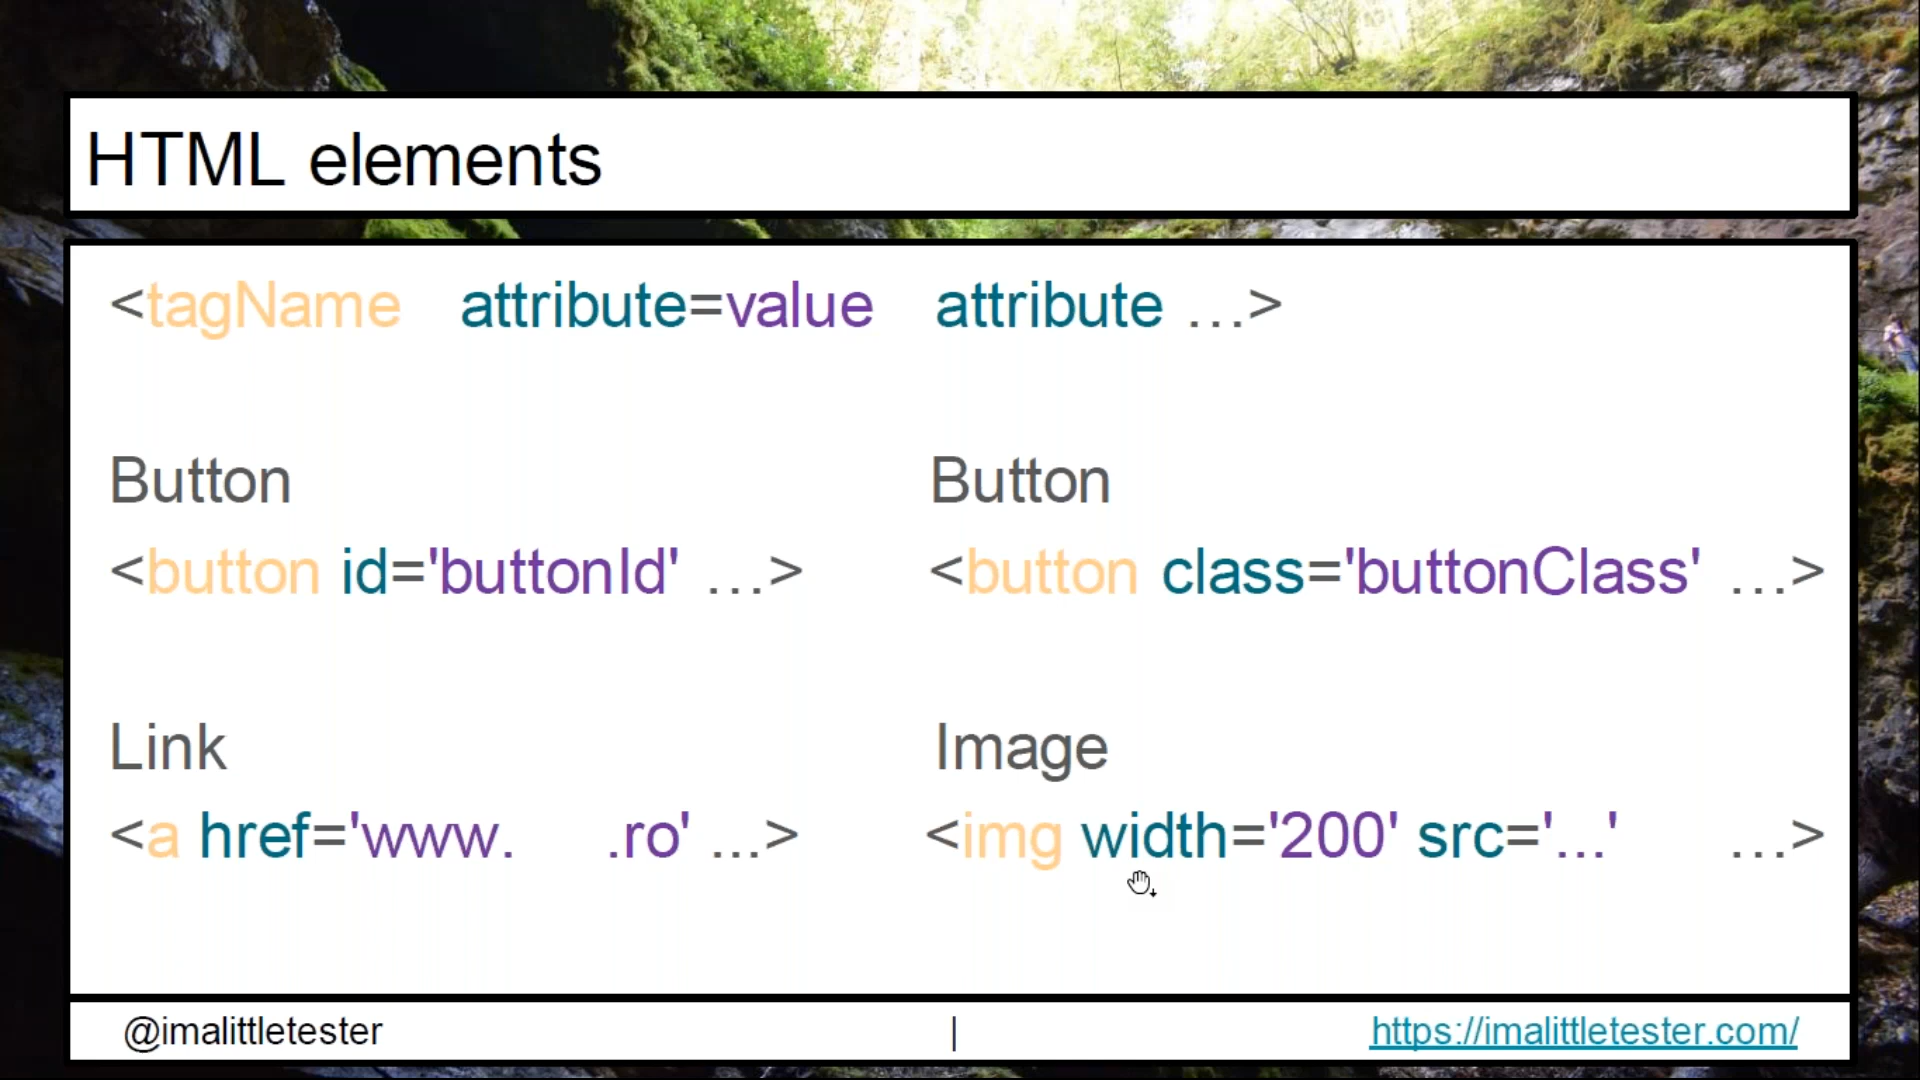 HTML elements
<tagName attribute=value attribute ...>
Button
<button id='buttonId' ...>
Button
<button class='buttonClass' ...>
Link
<a href='www. .ro' ...>
Image
<img width='200' src='...' ...>
@imalittletester | https://imalittletester.com/